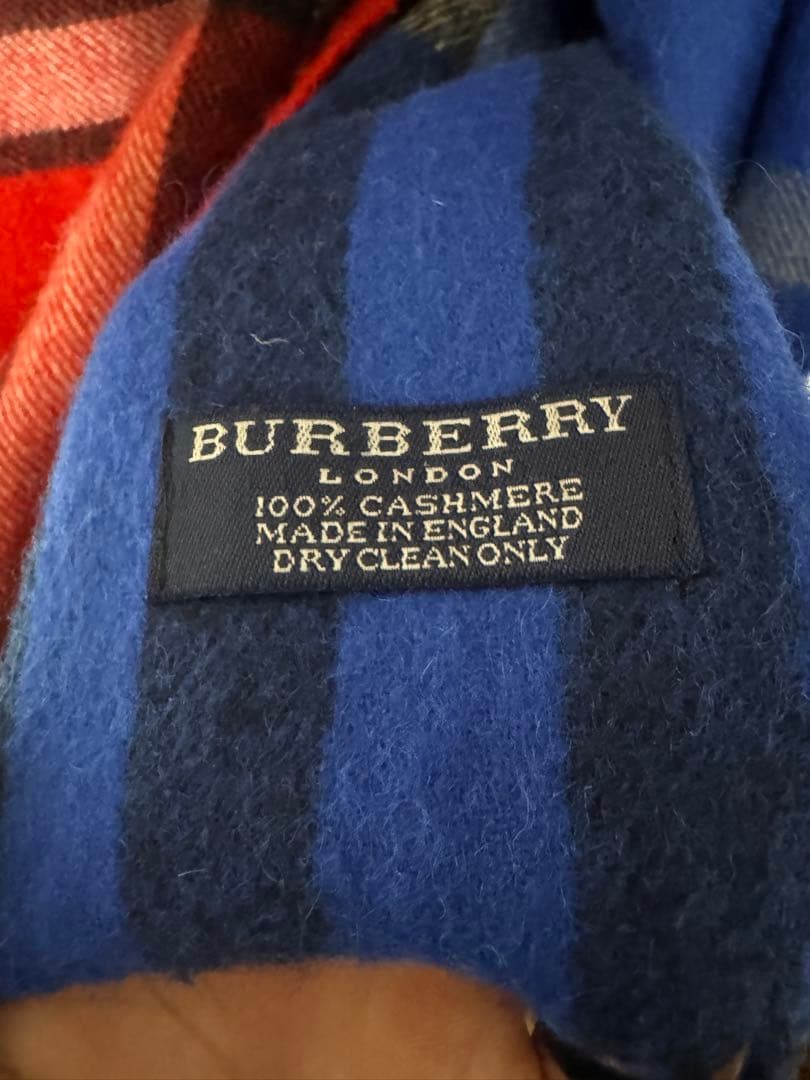 BURBERRY
LONDON
100% CASHMERE
MADE IN ENGLAND
DRY CLEAN ONLY